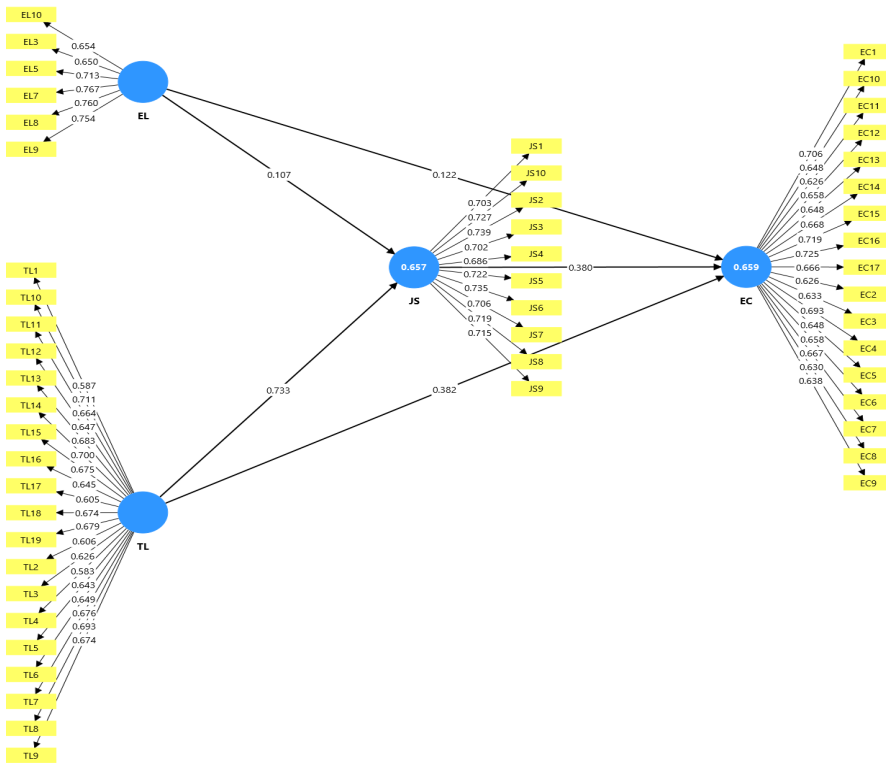 EL10
EL3
EL5
EL7
EL8
EL9
0.654
0.650
0.713
0.767
0.760
0.754
EL
0.107
0.122
TL1
TL10
TL11
TL12
TL13
TL14
TL15
TL16
TL17
TL18
TL19
TL2
TL3
TL4
TL5
TL6
TL7
TL8
TL9
0.587
0.711
0.664
0.647
0.683
0.700
0.675
0.645
0.605
0.674
0.679
0.606
0.626
0.583
0.643
0.649
0.676
0.693
0.674
TL
0.733
0.382
0.657
JS
0.703
0.727
0.739
0.702
0.686
0.722
0.735
0.706
0.719
0.715
JS1
JS10
JS2
JS3
JS4
JS5
JS6
JS7
JS8
JS9
0.380
0.659
EC
0.706
0.648
0.626
0.658
0.648
0.668
0.719
0.725
0.666
0.626
0.633
0.693
0.648
0.658
0.667
0.630
0.638
EC1
EC10
EC11
EC12
EC13
EC14
EC15
EC16
EC17
EC2
EC3
EC4
EC5
EC6
EC7
EC8
EC9